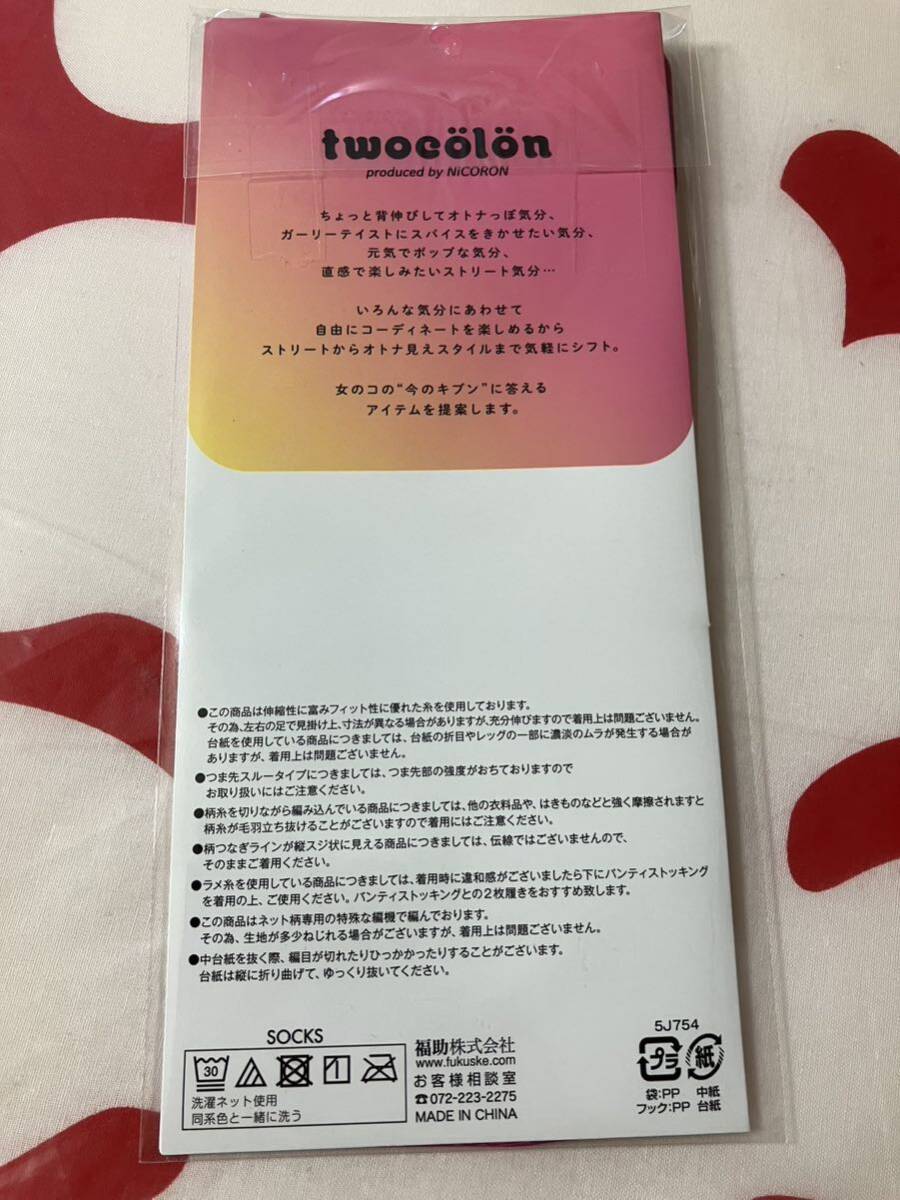 twocölön
produced by NiCORON
ちょっと背伸びしてオトナっぽ気分、
ガーリーテイストにスパイスをきかせたい気分、
元気でポップな気分、
直感で楽しみたいストリート気分…
いろんな気分にあわせて
自由にコーディネートを楽しめるから
ストリートからオトナ見えスタイルまで気軽にシフト。
女のコの“今のキブン”に答える
アイテムを提案します。
●この商品は伸縮性に富みフィット性に優れた糸を使用しております。
その為、左右の足で見掛け上、寸法が異なる場合がありますが、充分伸びますので着用上は問題ございません。
台紙を使用している商品につきましては、台紙の折目やレッグの一部に濃淡のムラが発生する場合が
ありますが、着用上は問題ございません。
●つま先スルータイプにつきましては、つま先部の強度がおちておりますので
お取り扱いにはご注意ください。
●柄糸を切りながら編み込んでいる商品につきましては、他の衣料品や、はきものなどと強く摩擦されますと
柄糸が毛羽立ち抜けることがございますので着用にはご注意ください。
●柄つなぎラインが縦スジ状に見える商品につきましては、伝線ではございませんので、
そのままご着用ください。
●ラメ糸を使用している商品につきましては、着用時に違和感がございましたら下にパンティストッキング
を着用の上、ご使用ください。パンティストッキングとの2枚履きをおすすめ致します。
●この商品はネット柄専用の特殊な編機で編んでおります。
その為、生地が多少ねじれる場合がございますが、着用上は問題ございません。
●中台紙を抜く際、編目が切れたりひっかかったりすることがございます。
台紙は縦に折り曲げて、ゆっくり抜いてください。
SOCKS
30
洗濯ネット使用
同系色と一緒に洗う
福助株式会社
www.fukuske.com
お客様相談室
☎072-223-2275
MADE IN CHINA
5J754
プラ 紙
袋:PP 中紙
フック:PP 台紙